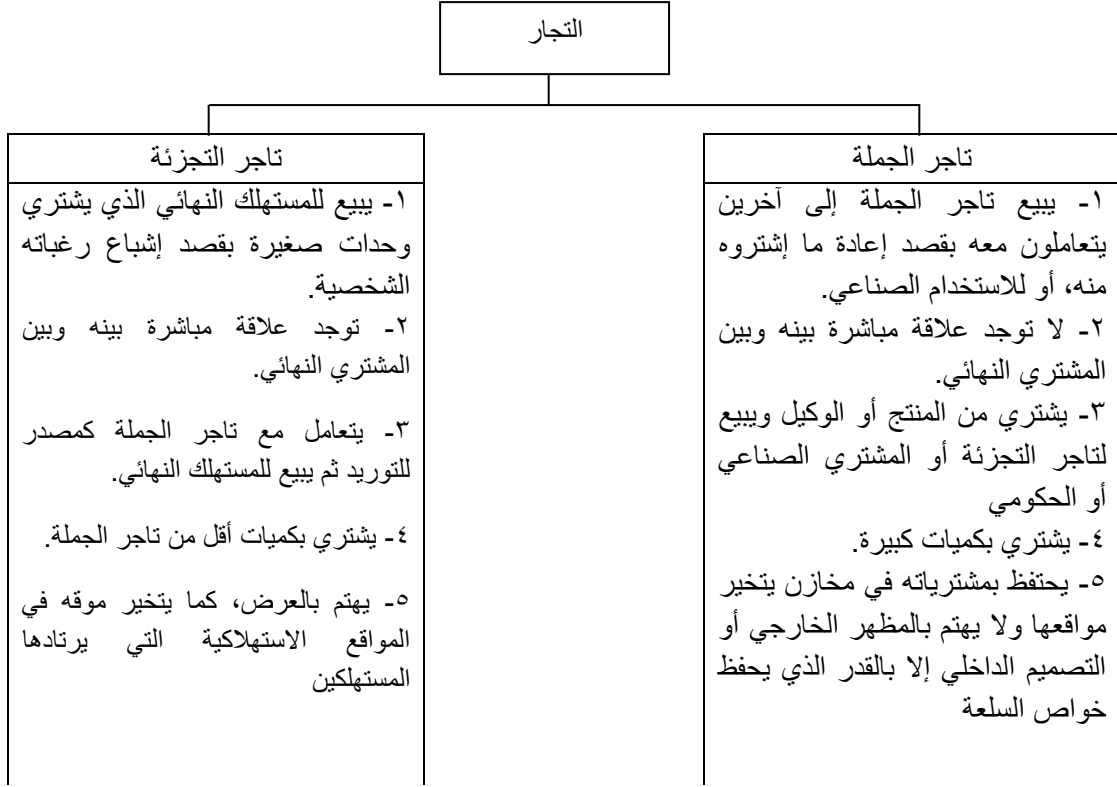 التجار
تاجر الجملة
١- يبيع تاجر الجملة إلى آخرين
يتعاملون معه بقصد إعادة ما إشتروه
منه، أو للاستخدام الصناعي.
٢- لا توجد علاقة مباشرة بينه وبين
المشتري النهائي.
٣- يشتري من المنتج أو الوكيل ويبيع
لتاجر التجزئة أو المشتري الصناعي
أو الحكومي
٤- يشتري بكميات كبيرة.
٥- يحتفظ بمشترياته في مخازن يتخير
مواقعها ولا يهتم بالمظهر الخارجي أو
التصميم الداخلي إلا بالقدر الذي يحفظ
خواص السلعة
تاجر التجزئة
١- يبيع للمستهلك النهائي الذي يشتري
وحدات صغيرة بقصد إشباع رغباته
الشخصية.
٢- توجد علاقة مباشرة بينه وبين
المشتري النهائي.
٣- يتعامل مع تاجر الجملة كمصدر
للتوريد ثم يبيع للمستهلك النهائي.
٤- يشتري بكميات أقل من تاجر الجملة.
٥- يهتم بالعرض، كما يتخير موقه في
المواقع الاستهلاكية التي يرتادها
المستهلكين